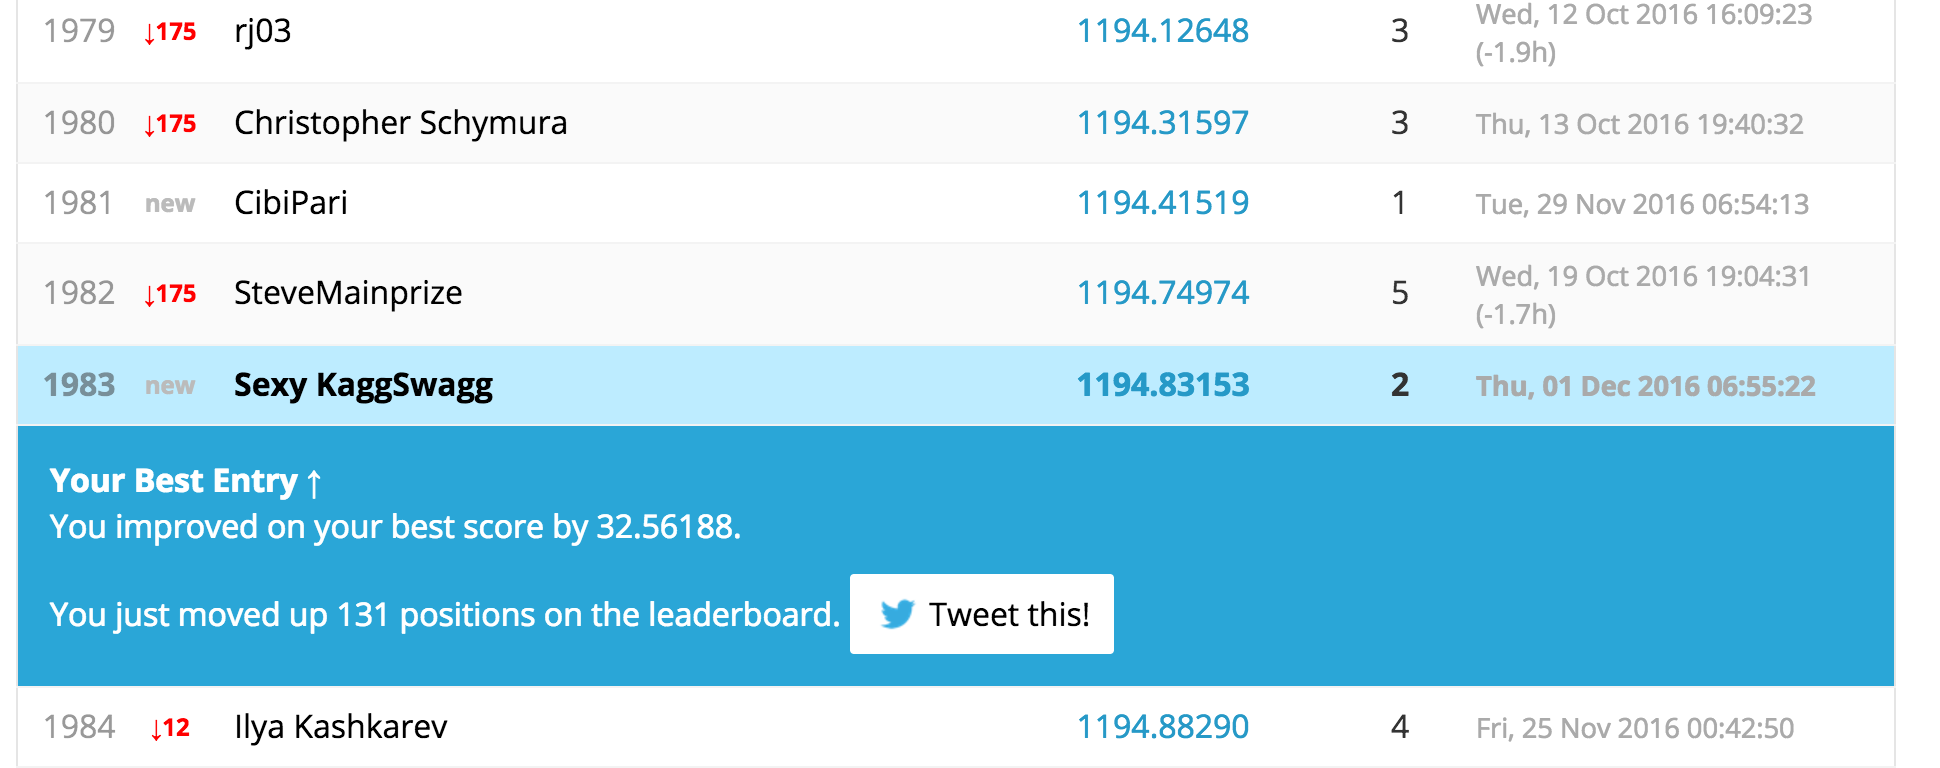 1979 ↓175 rj03 1194.12648 3 Wed, 12 Oct 2016 16:09:23
(-1.9h)
1980 ↓175 Christopher Schymura 1194.31597 3 Thu, 13 Oct 2016 19:40:32
1981 new CibiPari 1194.41519 1 Tue, 29 Nov 2016 06:54:13
1982 ↓175 SteveMainprize 1194.74974 5 Wed, 19 Oct 2016 19:04:31
(-1.7h)
1983 new Sexy KaggSwagg 1194.83153 2 Thu, 01 Dec 2016 06:55:22
Your Best Entry ↑
You improved on your best score by 32.56188.
You just moved up 131 positions on the leaderboard. Tweet this!
1984 ↓12 Ilya Kashkarev 1194.88290 4 Fri, 25 Nov 2016 00:42:50